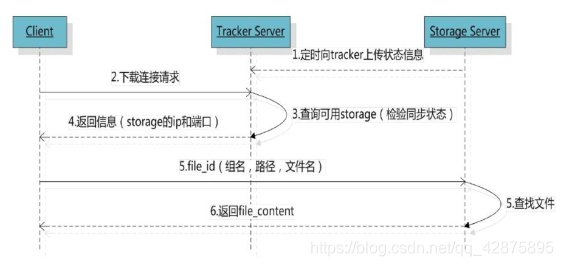 Client
Tracker Server
Storage Server
1.定时向tracker上传状态信息
2.下载连接请求
3.查询可用storage（检验同步状态）
4.返回信息（storage的ip和端口）
5.file_id（组名，路径，文件名）
5.查找文件
6.返回file_content
https://blog.csdn.net/qq_42875895